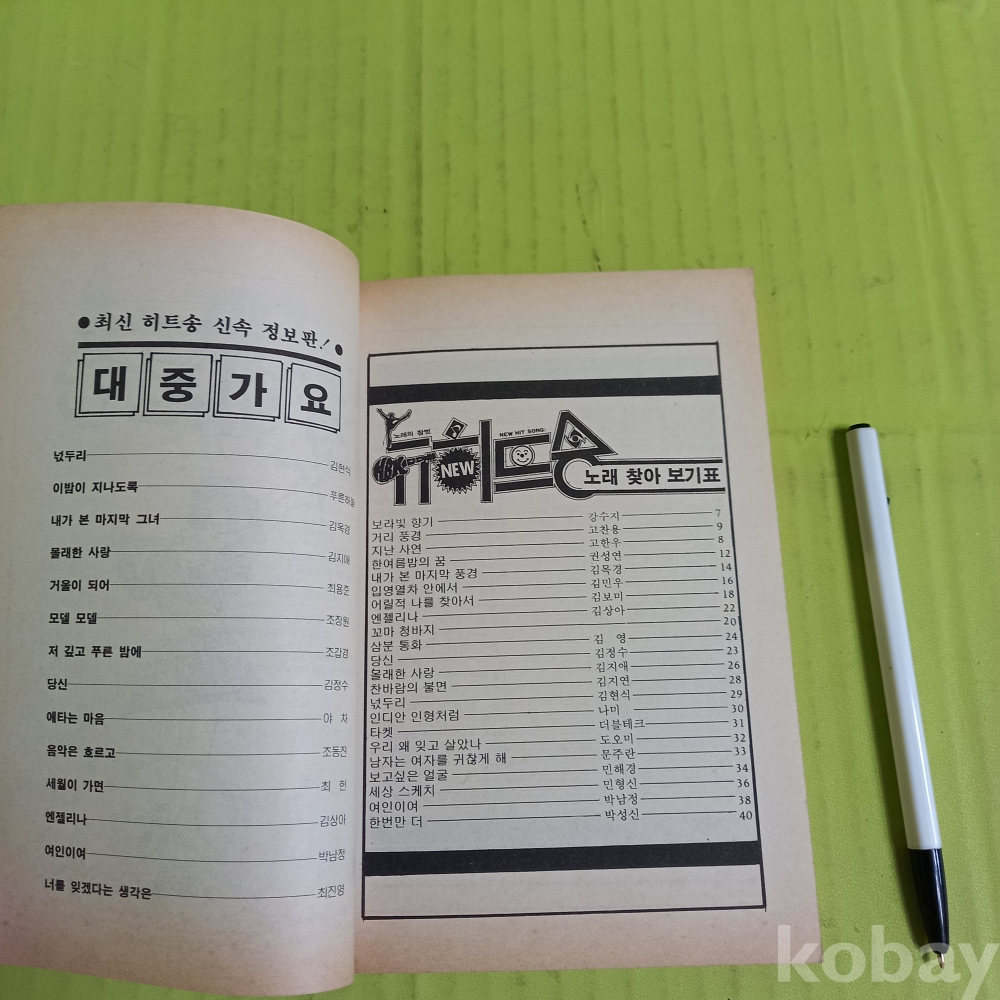 ●최신 히트송 신속 정보판!●
대중가요
넋두리 김현식
이밤이 지나도록 푸른하늘
내가 본 마지막 그녀 김목경
몰래한 사랑 김지애
거울이 되어 최용준
모델 모델 조정원
저 깊고 푸른 밤에 조갑경
당신 김정수
에타는 마음 야 차
음악은 흐르고 조동진
세월이 가면 최 헌
엔젤리나 김상아
여인이여 박남정
너를 잊겠다는 생각은 최진영
노래의 참벗
NEW HIT SONG
뉴히트송
NEW
노래 찾아 보기표
보라빛 향기 강수지 7
거리 풍경 고찬용 9
지난 사연 고한우 8
한여름밤의 꿈 권성연 12
내가 본 마지막 풍경 김목경 14
입영열차 안에서 김민우 16
어릴적 나를 찾아서 김보미 18
엔젤리나 김상아 22
꼬마 청바지 20
삼분 통화 김 영 24
당신 김정수 23
몰래한 사랑 김지애 26
찬바람의 불면 김지연 28
넋두리 김현식 29
인디안 인형처럼 나미 30
타켓 더블테크 31
우리 왜 잊고 살았나 도오미 32
남자는 여자를 귀찮게 해 문주란 33
보고싶은 얼굴 민해경 34
세상 스케치 민형신 36
여인이여 박남정 38
한번만 더 박성신 40
kobay